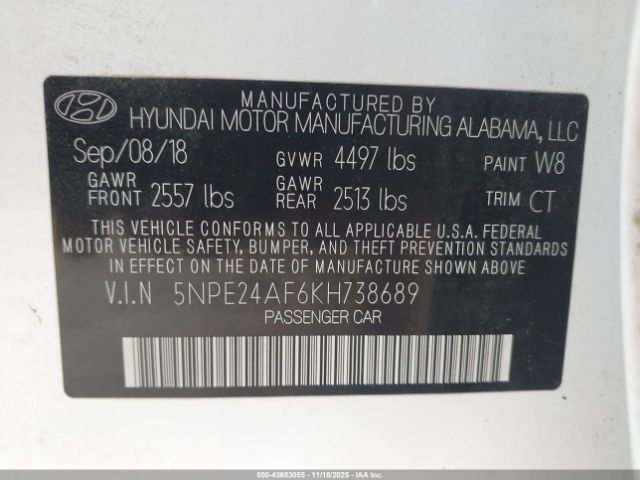 MANUFACTURED BY
HYUNDAI MOTOR MANUFACTURING ALABAMA, LLC
Sep/08/18 GVWR 4497 lbs PAINT W8
GAWR FRONT 2557 lbs GAWR REAR 2513 lbs TRIM CT
THIS VEHICLE CONFORMS TO ALL APPLICABLE U.S.A. FEDERAL
MOTOR VEHICLE SAFETY, BUMPER, AND THEFT PREVENTION STANDARDS
IN EFFECT ON THE DATE OF MANUFACTURE SHOWN ABOVE
V.I.N 5NPE24AF6KH738689
PASSENGER CAR
000-43683055 - 11/18/2025 - IAAI.COM